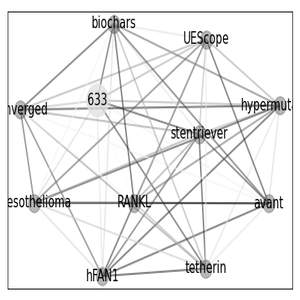 biochars
UEScope
633
nverged
hypermut
stentriever
esothelioma
RANKL
avant
hFAN1
tetherin